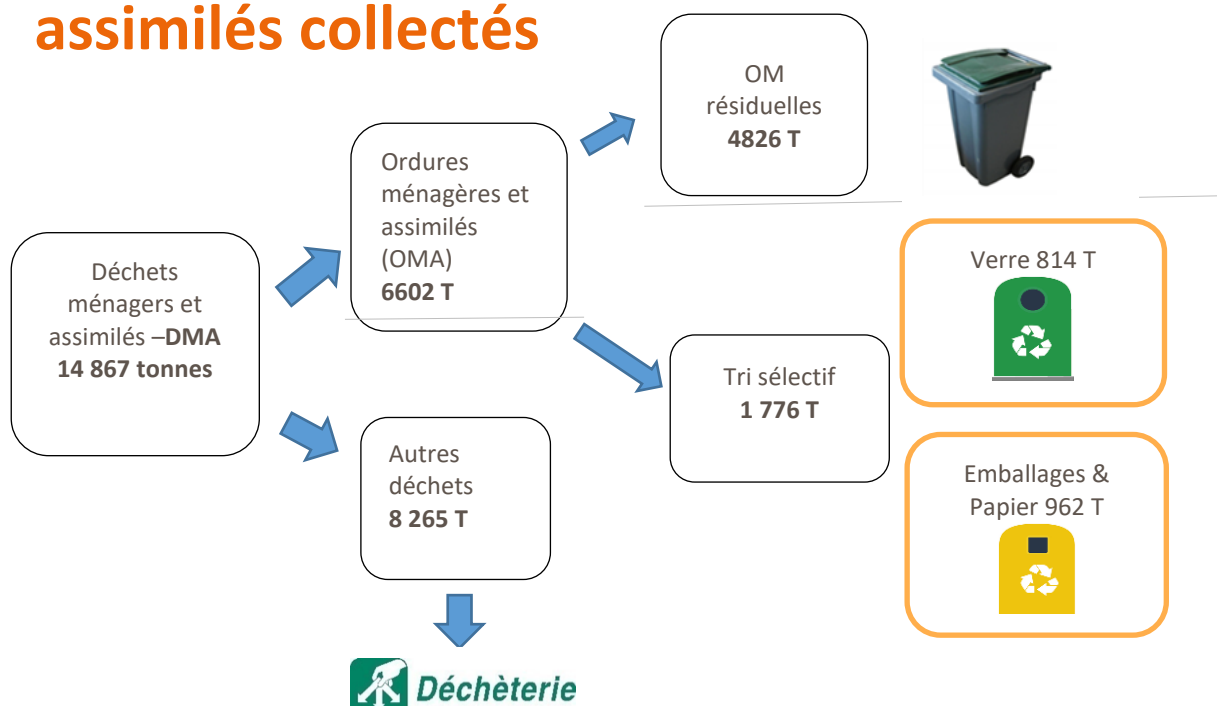 assimilés collectés
OM
résiduelles
4826 T
Ordures
ménagères et
assimilés
(OMA)
6602 T
Déchets
ménagers et
assimilés –DMA
14 867 tonnes
Verre 814 T
Tri sélectif
1 776 T
Autres
déchets
8 265 T
Emballages &
Papier 962 T
Déchèterie